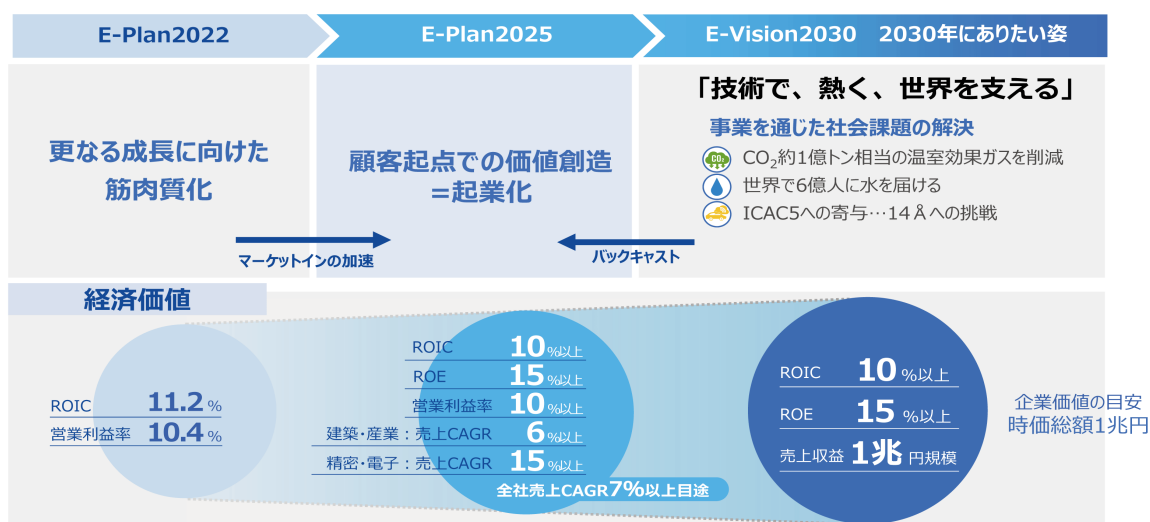 E-Plan2022
E-Plan2025
E-Vision2030 2030年にありたい姿
更なる成長に向けた
筋肉質化
顧客起点での価値創造
=起業化
「技術で、熱く、世界を支える」
事業を通じた社会課題の解決
CO₂
CO₂約1億トン相当の温室効果ガスを削減
世界で6億人に水を届ける
ICAC5への寄与…14Åへの挑戦
マーケットインの加速
バックキャスト
経済価値
ROIC 11.2 %
営業利益率 10.4 %
ROIC 10 %以上
ROE 15 %以上
営業利益率 10 %以上
建築・産業:売上CAGR 6 %以上
精密・電子:売上CAGR 15 %以上
全社売上CAGR7%以上目途
ROIC 10 %以上
ROE 15 %以上
売上収益 1兆 円規模
企業価値の目安
時価総額1兆円